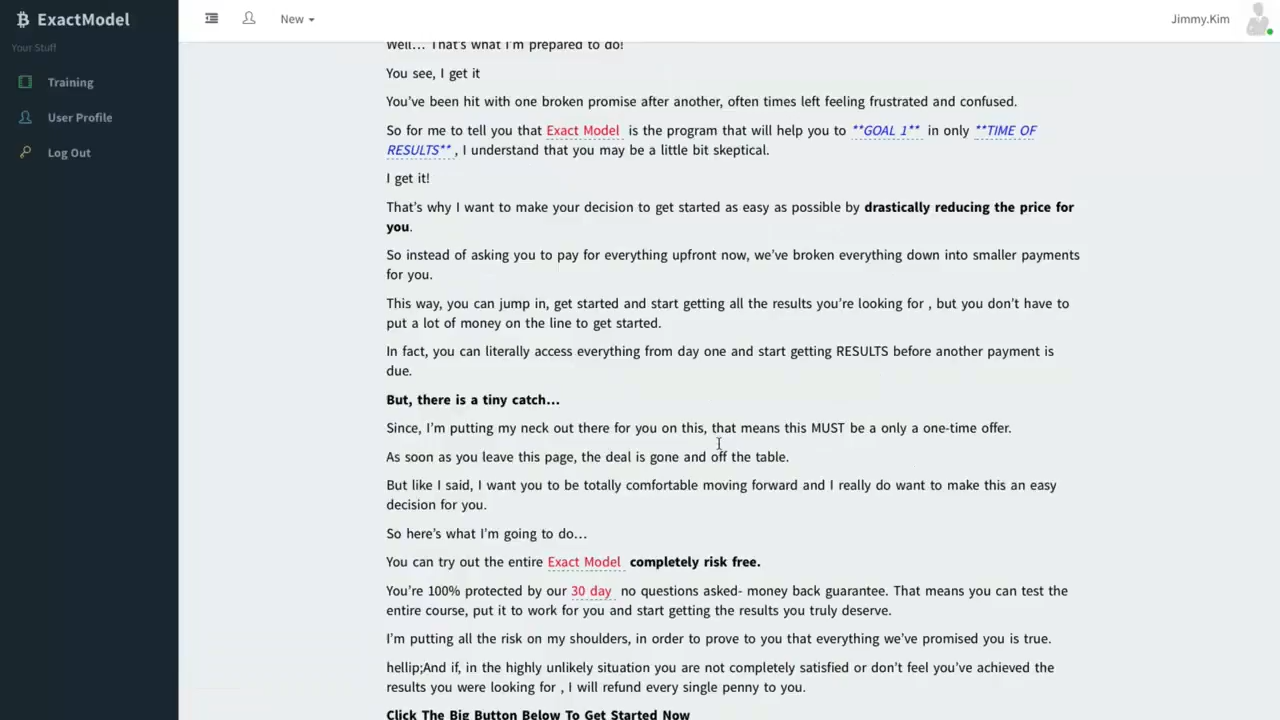 ExactModel
New
Jimmy.Kim
Your Stuff
Training
User Profile
Log Out
Well... That's what I'm prepared to do!
You see, I get it
You've been hit with one broken promise after another, often times left feeling frustrated and confused.
So for me to tell you that Exact Model is the program that will help you to **GOAL 1** in only **TIME OF
RESULTS** , I understand that you may be a little bit skeptical.
I get it!
That's why I want to make your decision to get started as easy as possible by drastically reducing the price for
you.
So instead of asking you to pay for everything upfront now, we've broken everything down into smaller payments
for you.
This way, you can jump in, get started and start getting all the results you're looking for , but you don't have to
put a lot of money on the line to get started.
In fact, you can literally access everything from day one and start getting RESULTS before another payment is
due.
But, there is a tiny catch...
Since, I'm putting my neck out there for you on this, that means this MUST be a only a one-time offer.
As soon as you leave this page, the deal is gone and off the table.
But like I said, I want you to be totally comfortable moving forward and I really do want to make this an easy
decision for you.
So here's what I'm going to do...
You can try out the entire Exact Model completely risk free.
You're 100% protected by our 30 day no questions asked- money back guarantee. That means you can test the
entire course, put it to work for you and start getting the results you truly deserve.
I'm putting all the risk on my shoulders, in order to prove to you that everything we've promised you is true.
hellip;And if, in the highly unlikely situation you are not completely satisfied or don't feel you've achieved the
results you were looking for , I will refund every single penny to you.
Click The Big Button Below To Get Started Now